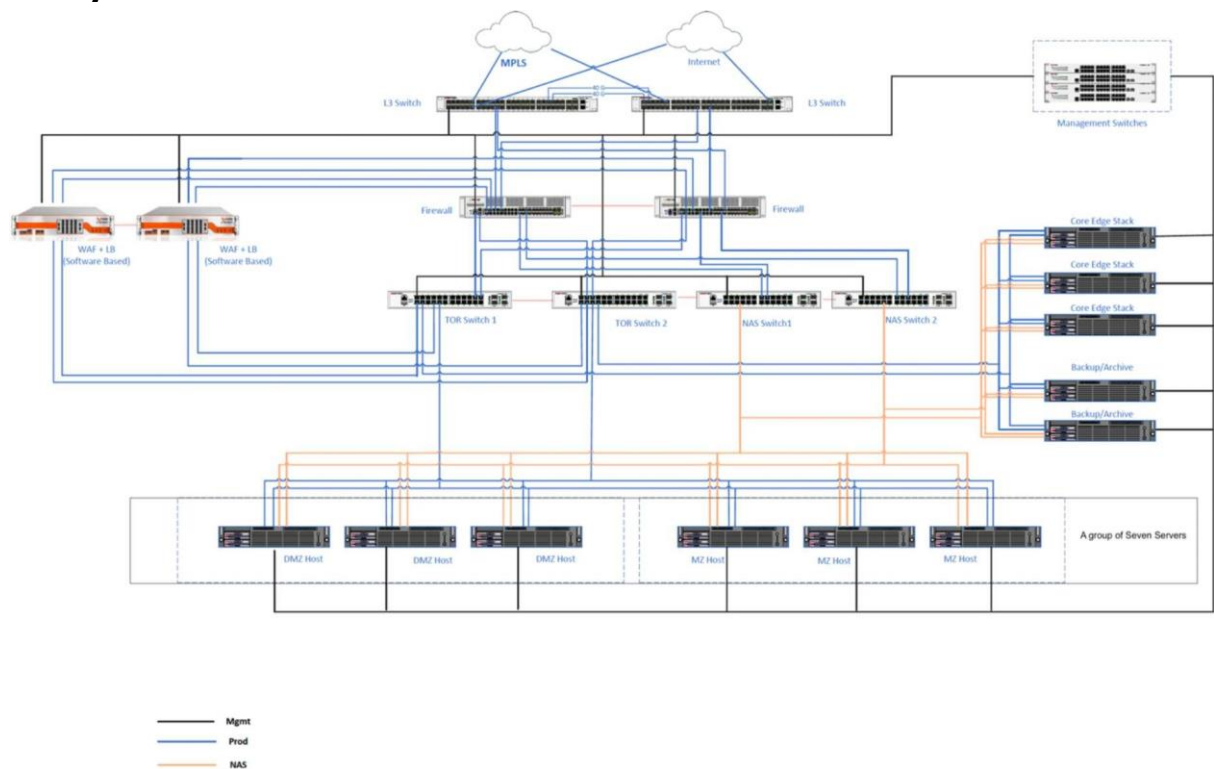 MPLS
Internet
L3 Switch
L3 Switch
Management Switches
Firewall
Firewall
WAF + LB
(Software Based)
WAF + LB
(Software Based)
Core Edge Stack
Core Edge Stack
Core Edge Stack
Backup/Archive
Backup/Archive
TOR Switch 1
TOR Switch 2
NAS Switch1
NAS Switch 2
DMZ Host
DMZ Host
DMZ Host
MZ Host
MZ Host
MZ Host
A group of Seven Servers
Mgmt
Prod
NAS